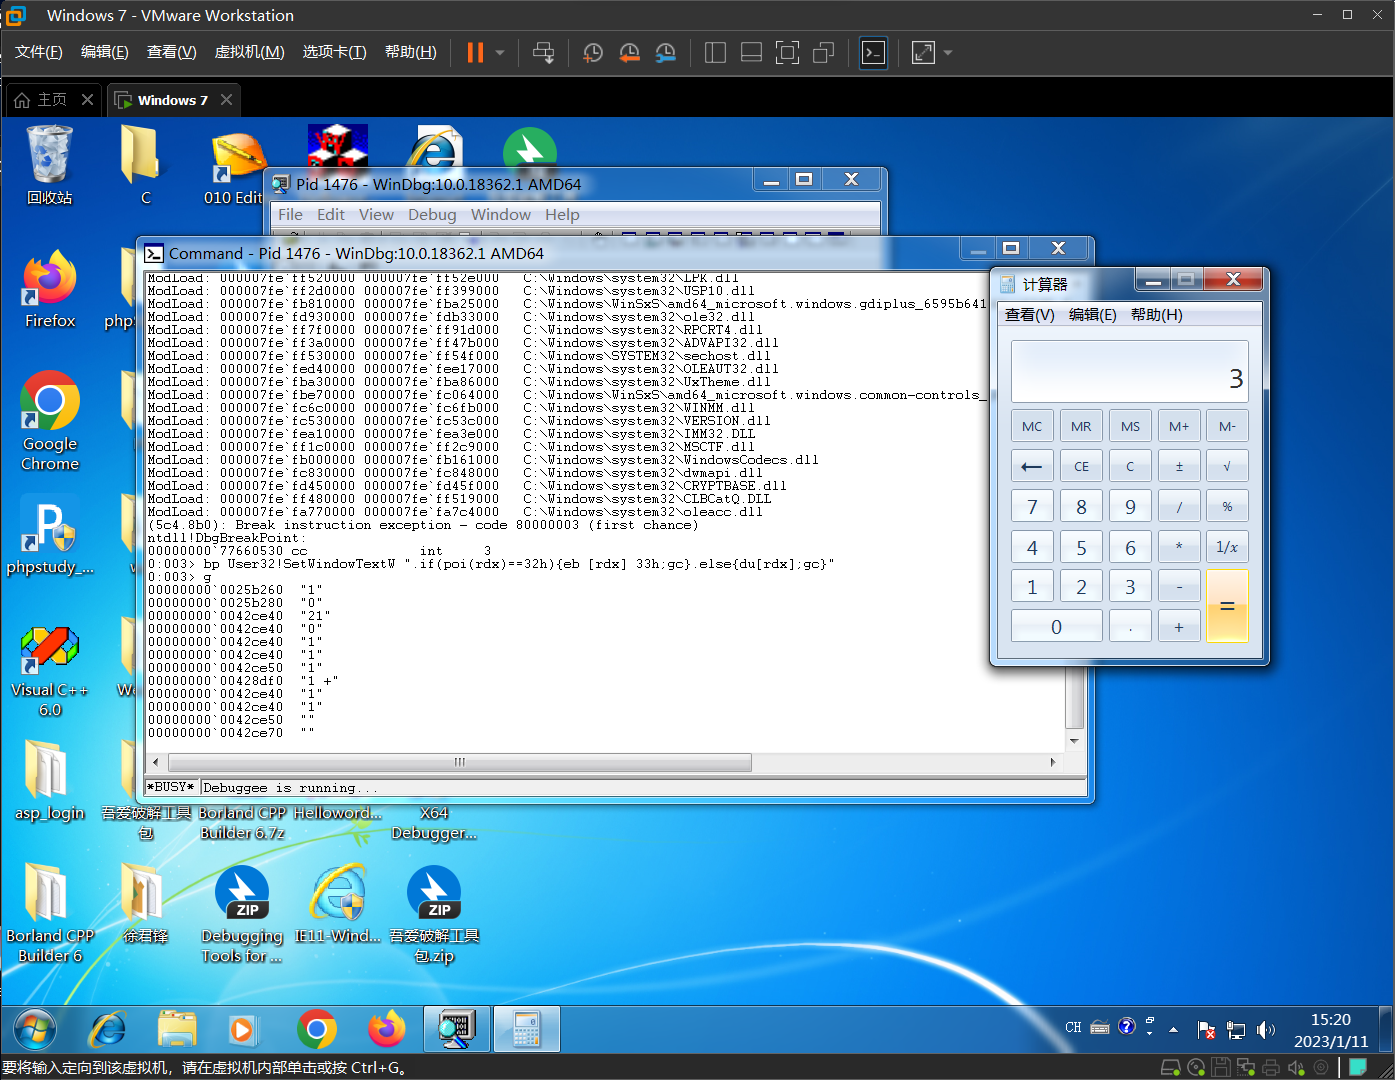 Windows 7 - VMware Workstation
文件(F) 编辑(E) 查看(V) 虚拟机(M) 选项卡(T) 帮助(H)
主页
Windows 7
回收站
C
010 Edit
Pid 1476 - WinDbg:10.0.18362.1 AMD64
File Edit View Debug Window Help
Command - Pid 1476 - WinDbg:10.0.18362.1 AMD64
ModLoad: 000007fe`ff520000 000007fe`ff52e000   C:\Windows\system32\LPK.dll
ModLoad: 000007fe`ff2d0000 000007fe`ff399000   C:\Windows\system32\USP10.dll
ModLoad: 000007fe`fb810000 000007fe`fba25000   C:\Windows\WinSxS\amd64_microsoft.windows.gdiplus_6595b641
ModLoad: 000007fe`fd930000 000007fe`fdb33000   C:\Windows\system32\ole32.dll
ModLoad: 000007fe`ff7f0000 000007fe`ff91d000   C:\Windows\system32\RPCRT4.dll
ModLoad: 000007fe`ff3a0000 000007fe`ff47b000   C:\Windows\system32\ADVAPI32.dll
ModLoad: 000007fe`ff530000 000007fe`ff54f000   C:\Windows\SYSTEM32\sechost.dll
ModLoad: 000007fe`fed40000 000007fe`fee17000   C:\Windows\system32\OLEAUT32.dll
ModLoad: 000007fe`fba30000 000007fe`fba86000   C:\Windows\system32\UxTheme.dll
ModLoad: 000007fe`fbe70000 000007fe`fc064000   C:\Windows\WinSxS\amd64_microsoft.windows.common-controls_
ModLoad: 000007fe`fc6c0000 000007fe`fc6fb000   C:\Windows\system32\WINMM.dll
ModLoad: 000007fe`fc530000 000007fe`fc53c000   C:\Windows\system32\VERSION.dll
ModLoad: 000007fe`fea10000 000007fe`fea3e000   C:\Windows\system32\IMM32.DLL
ModLoad: 000007fe`ff1c0000 000007fe`ff2c9000   C:\Windows\system32\MSCTF.dll
ModLoad: 000007fe`fb000000 000007fe`fb161000   C:\Windows\system32\WindowsCodecs.dll
ModLoad: 000007fe`fc830000 000007fe`fc848000   C:\Windows\system32\dwmapi.dll
ModLoad: 000007fe`fd450000 000007fe`fd45f000   C:\Windows\system32\CRYPTBASE.dll
ModLoad: 000007fe`ff480000 000007fe`ff519000   C:\Windows\system32\CLBCatQ.DLL
ModLoad: 000007fe`fa770000 000007fe`fa7c4000   C:\Windows\system32\oleacc.dll
(5c4.8b0): Break instruction exception - code 80000003 (first chance)
ntdll!DbgBreakPoint:
00000000`77660530 cc              int     3
0:003> bp User32!SetWindowTextW ".if(poi(rdx)==32h){eb [rdx] 33h;gc}.else{du[rdx];gc}"
0:003> g
00000000`0025b260  "1"
00000000`0025b280  "0"
00000000`0042ce40  "21"
00000000`0042ce40  "0"
00000000`0042ce40  "1"
00000000`0042ce40  "1"
00000000`0042ce50  "1"
00000000`00428df0  "1 +"
00000000`0042ce40  "1"
00000000`0042ce40  "1"
00000000`0042ce50  ""
00000000`0042ce70  ""
*BUSY* Debuggee is running...
计算器
查看(V) 编辑(E) 帮助(H)
3
MC MR MS M+ M-
← CE C ± √
7 8 9 / %
4 5 6 * 1/x
1 2 3 - =
0 . +
Firefox
Google
Chrome
phpstudy_...
Visual C++
6.0
asp_login
吾爱破解工具
包
Borland CPP
Builder 6.7z
Helloword...
X64
Debugger...
Borland CPP
Builder 6
徐君锋
ZIP
Debugging
Tools for ...
IE11-Wind...
ZIP
吾爱破解工具
包.zip
CH
15:20
2023/1/11
要将输入定向到该虚拟机，请在虚拟机内部单击或按 Ctrl+G。